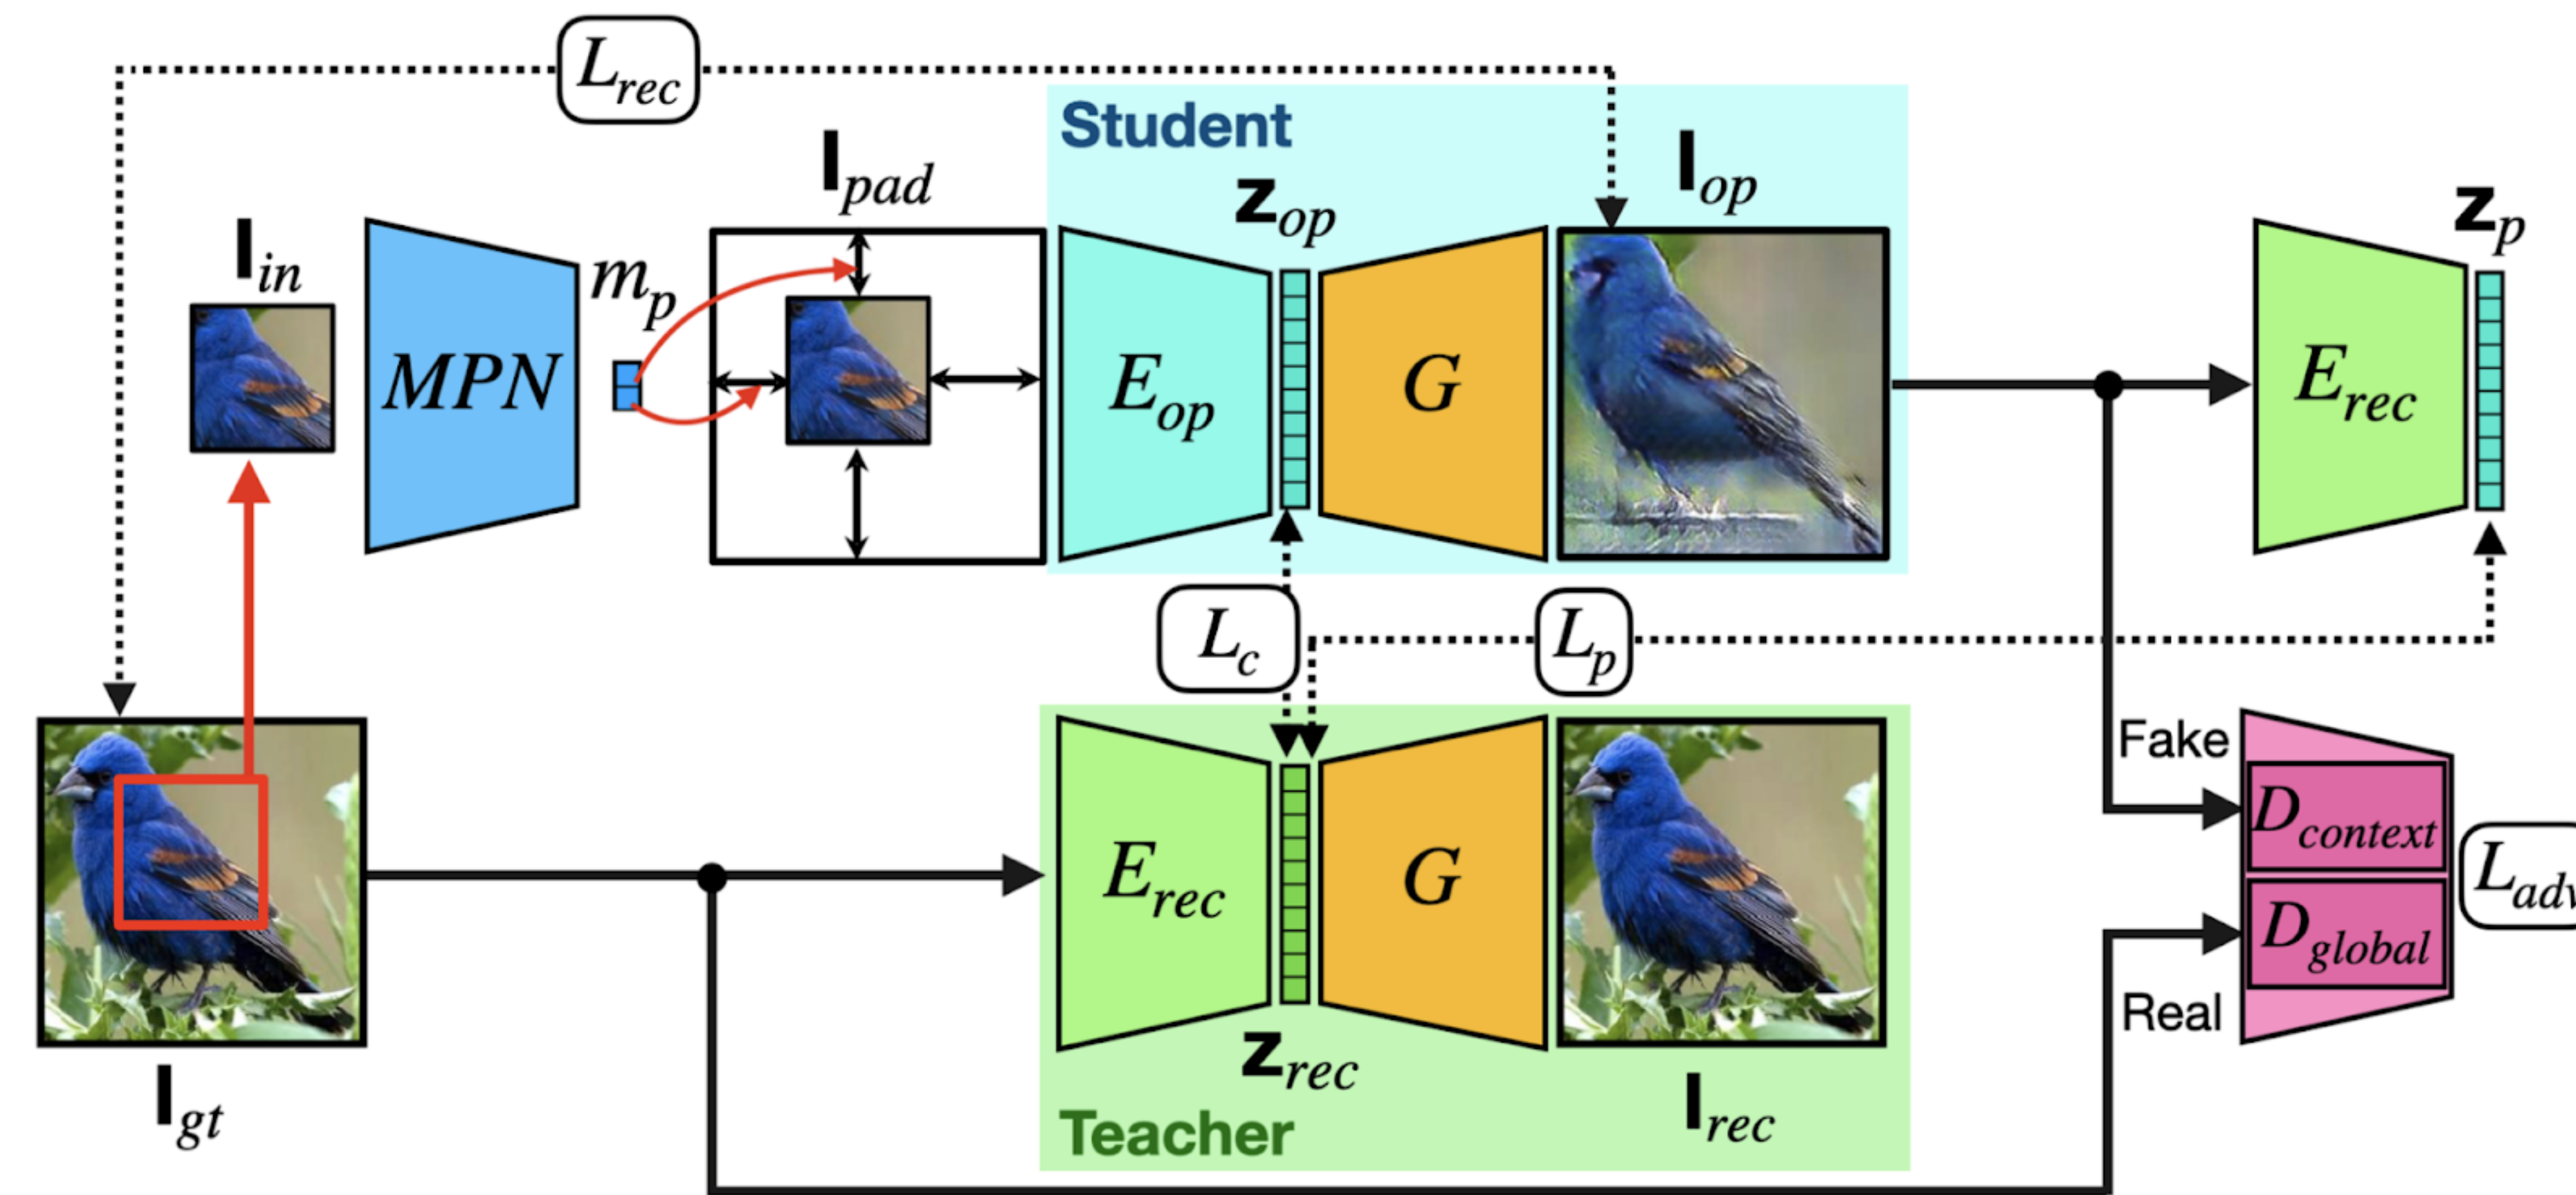 L_rec
Student
I_pad
I_op
z_op
z_p
I_in
m_p
MPN
E_op
G
E_rec
L_c
L_p
Fake
D_context
E_rec
G
L_adv
D_global
Real
z_rec
I_gt
I_rec
Teacher